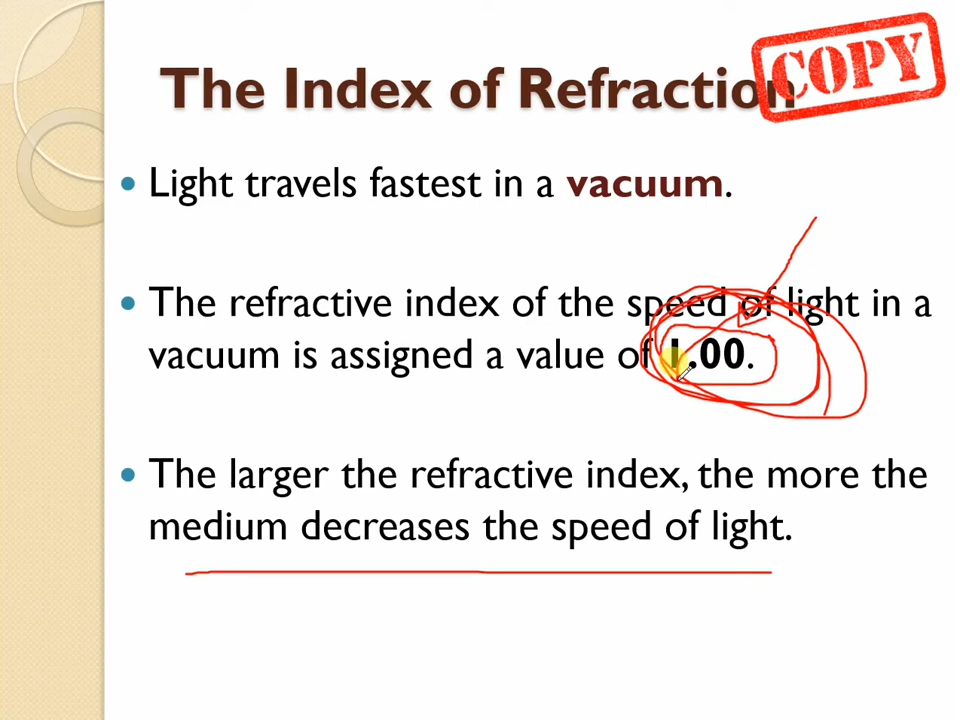 The Index of Refraction
COPY
Light travels fastest in a vacuum.
The refractive index of the speed of light in a
vacuum is assigned a value of 1.00.
The larger the refractive index, the more the
medium decreases the speed of light.